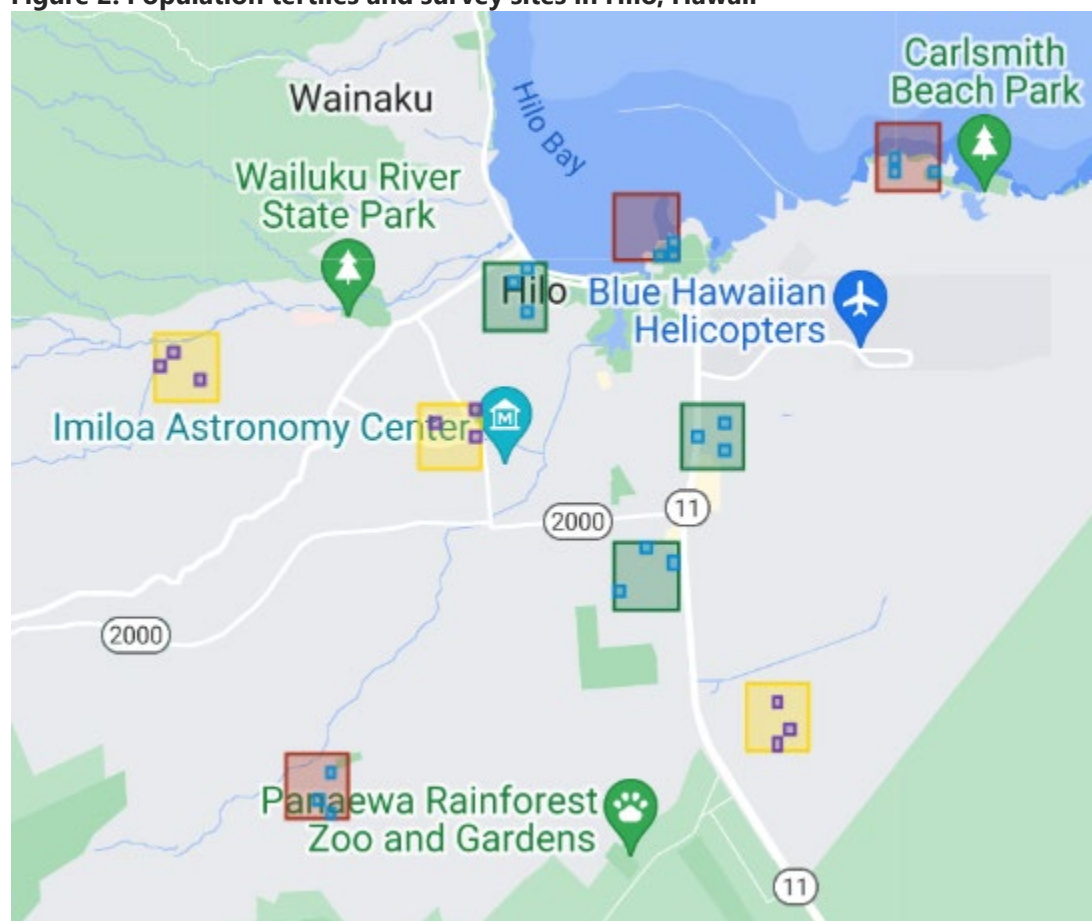 Figure 2: Population tertiles and survey sites in Hilo, Hawaii
Carlsmith
Beach Park
Wainaku
Hilo Bay
Wailuku River
State Park
Hilo
Blue Hawaiian
Helicopters
Imiloa Astronomy Center
2000
11
2000
Panaewa Rainforest
Zoo and Gardens
11